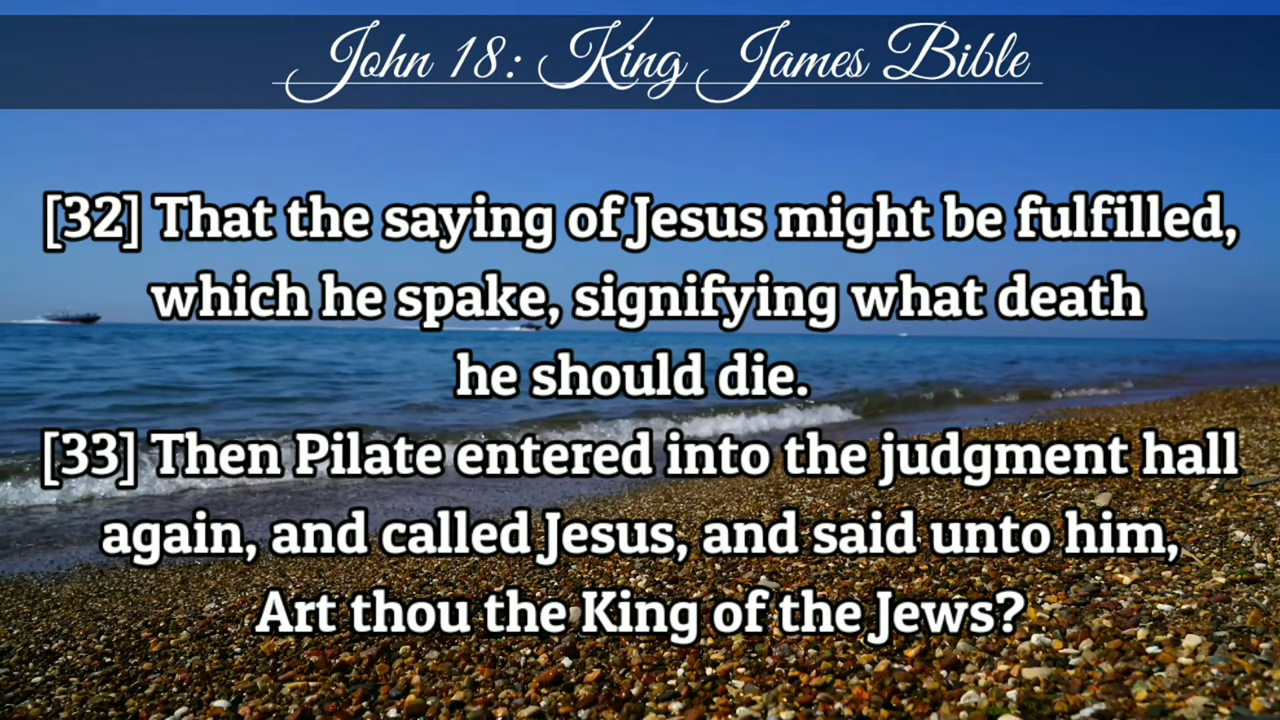 John 18: King James Bible
[32] That the saying of Jesus might be fulfilled,
which he spake, signifying what death
he should die.
[33] Then Pilate entered into the judgment hall
again, and called Jesus, and said unto him,
Art thou the King of the Jews?